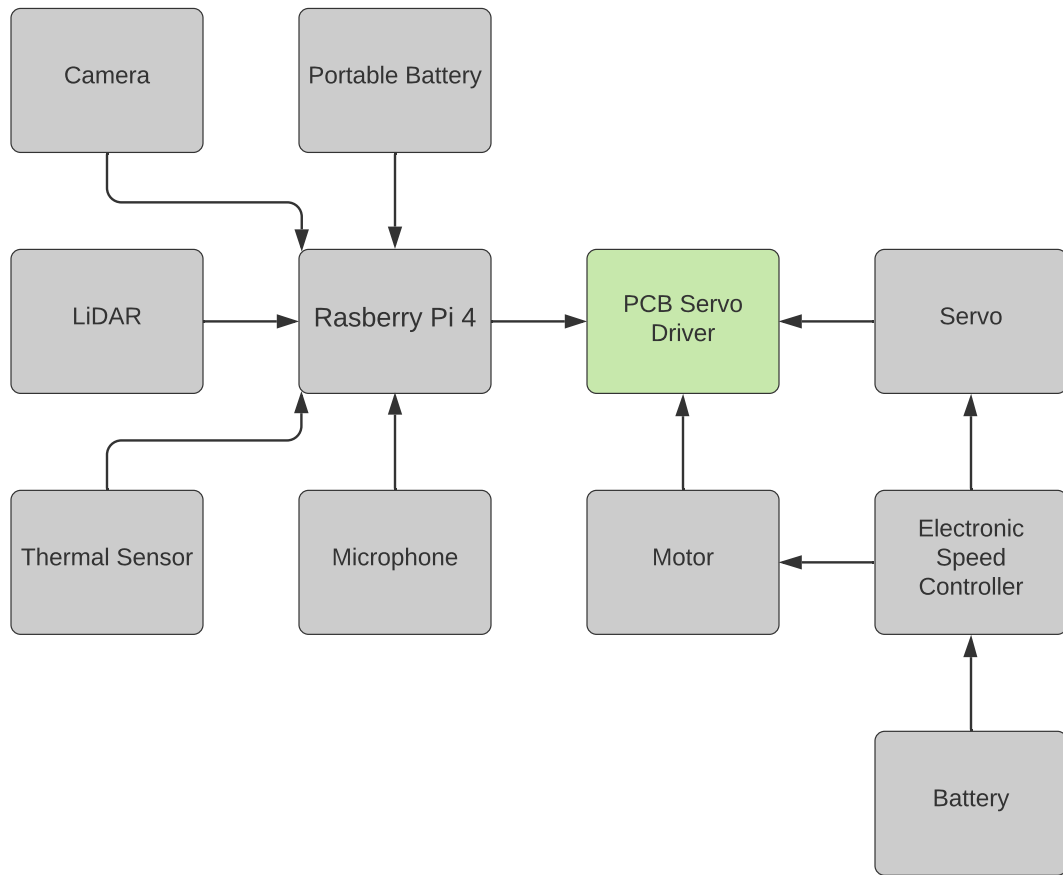 Camera
Portable Battery
LiDAR
Rasberry Pi 4
PCB Servo
Driver
Servo
Thermal Sensor
Microphone
Motor
Electronic
Speed
Controller
Battery